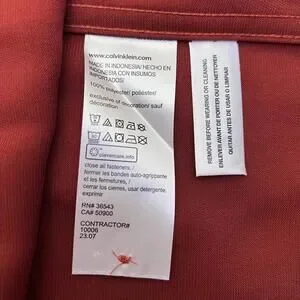 www.calvinklein.com
MADE IN INDONESIA/ HECHO EN
INDONESIA CON INSUMOS
IMPORTADOS/
100% polyester/ poliéster/
exclusive of decoration/ sauf
décoration.
clevercare.info
close all fasteners. /
fermer les bandes auto-agrippante
et les fermetures. /
cerrar los cierres, usar detergente,
exprimir
RN# 36543
CA# 50900
CONTRACTOR#
10006
23.07
REMOVE BEFORE WEARING OR CLEANING
ENLEVER AVANT DE PORTER OU DE NETTOYER
QUITAR ANTES DE USAR O LIMPIAR